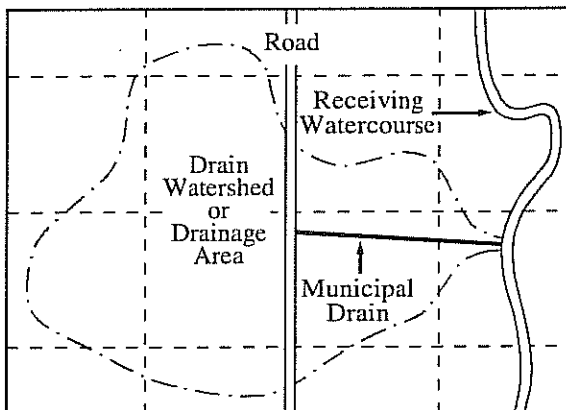 Road
Receiving
Watercourse
Drain
Watershed
or
Drainage
Area
Municipal
Drain